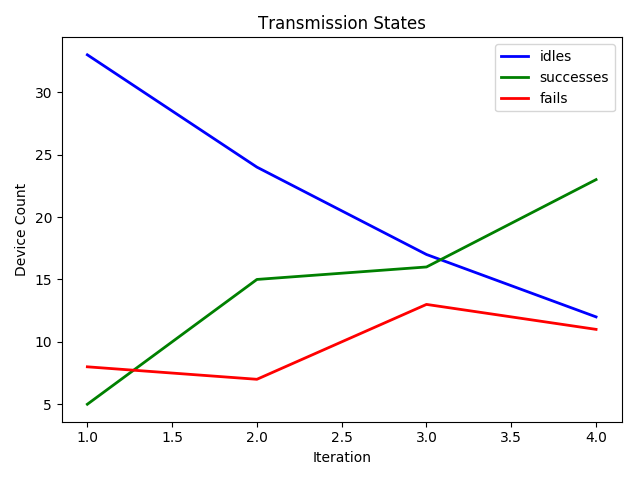 Transmission States
idles
successes
fails
Device Count
30
25
20
15
10
5
1.0 1.5 2.0 2.5 3.0 3.5 4.0
Iteration